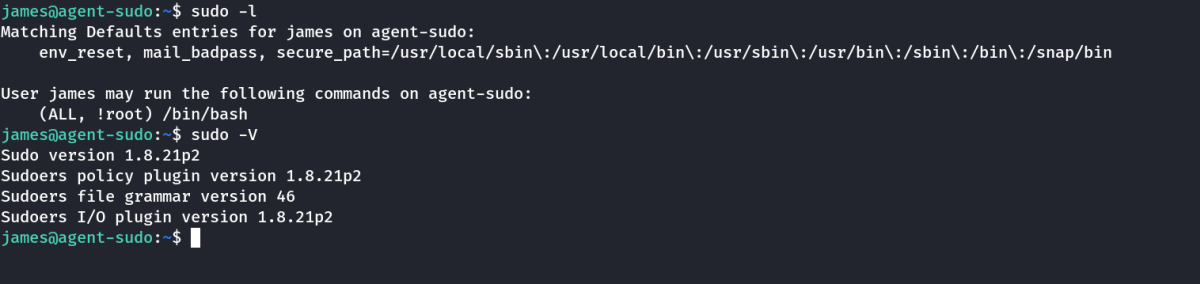 james@agent-sudo:~$ sudo -l
Matching Defaults entries for james on agent-sudo:
    env_reset, mail_badpass, secure_path=/usr/local/sbin\:/usr/local/bin\:/usr/sbin\:/usr/bin\:/sbin\:/bin\:/snap/bin

User james may run the following commands on agent-sudo:
    (ALL, !root) /bin/bash
james@agent-sudo:~$ sudo -V
Sudo version 1.8.21p2
Sudoers policy plugin version 1.8.21p2
Sudoers file grammar version 46
Sudoers I/O plugin version 1.8.21p2
james@agent-sudo:~$